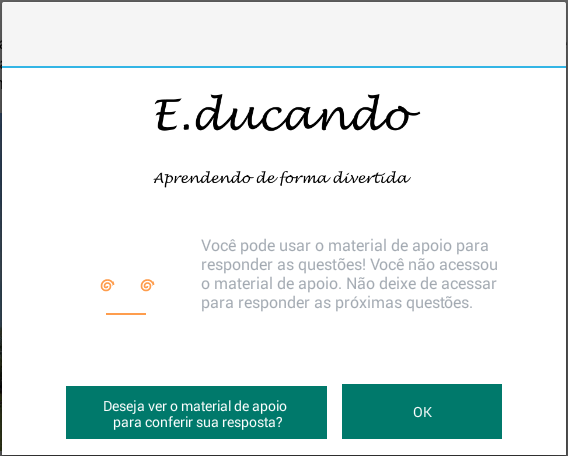 E.ducando
Aprendendo de forma divertida
Você pode usar o material de apoio para
responder as questões! Você não acessou
o material de apoio. Não deixe de acessar
para responder as próximas questões.
Deseja ver o material de apoio
para conferir sua resposta?
OK